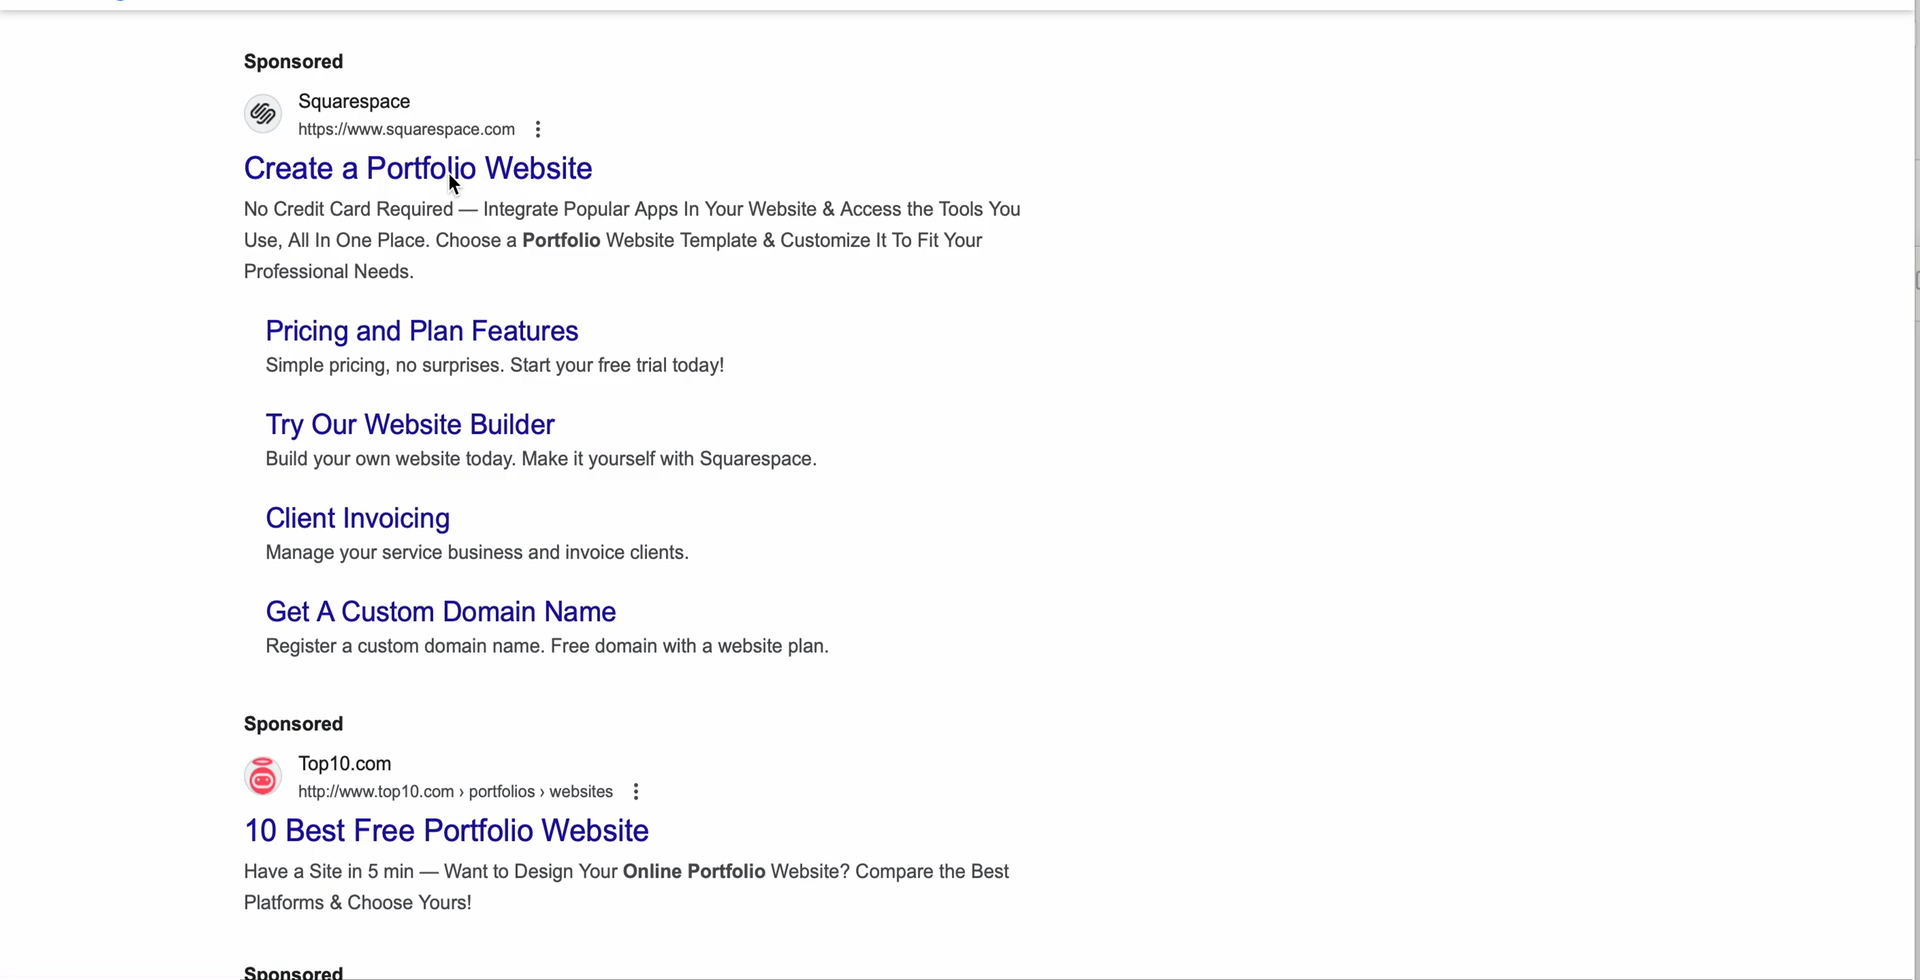 Sponsored
Squarespace
https://www.squarespace.com
Create a Portfolio Website
No Credit Card Required — Integrate Popular Apps In Your Website & Access the Tools You
Use, All In One Place. Choose a Portfolio Website Template & Customize It To Fit Your
Professional Needs.
Pricing and Plan Features
Simple pricing, no surprises. Start your free trial today!
Try Our Website Builder
Build your own website today. Make it yourself with Squarespace.
Client Invoicing
Manage your service business and invoice clients.
Get A Custom Domain Name
Register a custom domain name. Free domain with a website plan.
Sponsored
Top10.com
http://www.top10.com › portfolios › websites
10 Best Free Portfolio Website
Have a Site in 5 min — Want to Design Your Online Portfolio Website? Compare the Best
Platforms & Choose Yours!
Sponsored